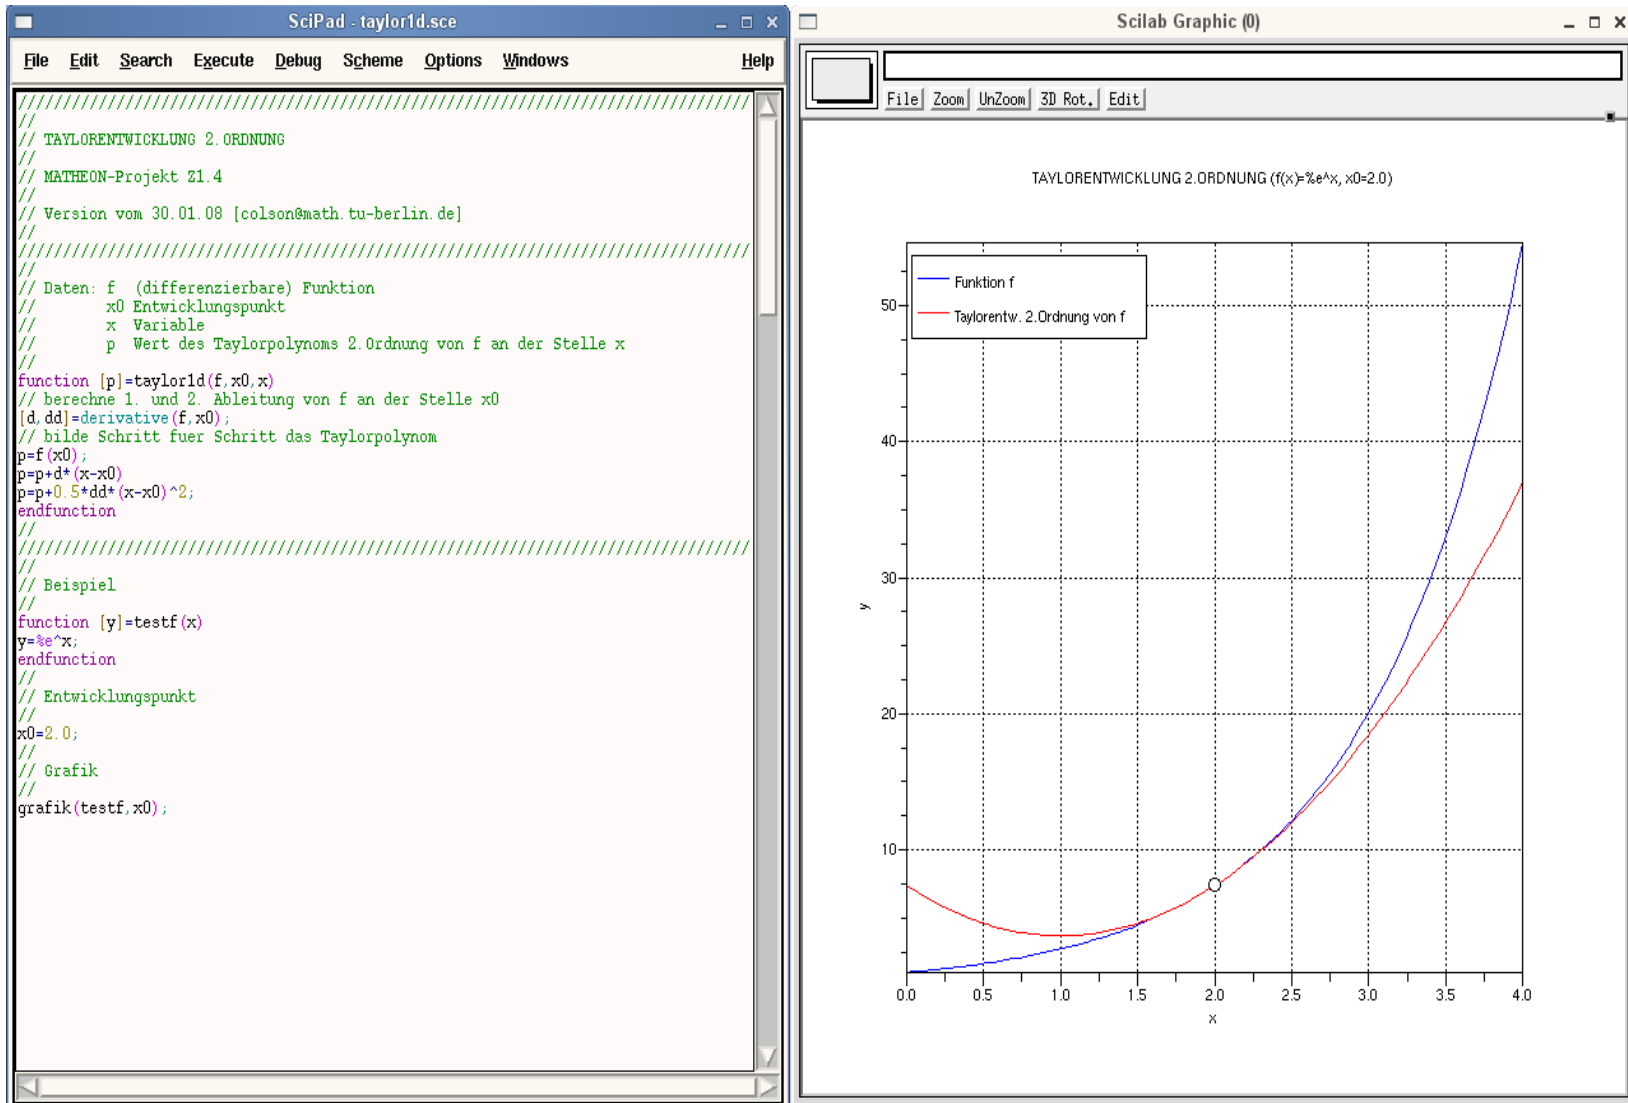 SciPad - taylor1d.sce
File Edit Search Execute Debug Scheme Options Windows Help
////////////////////////////////////////////////////////////////////////////////
//
// TAYLORENTWICKLUNG 2.ORDNUNG
//
// MATHEON-Projekt Z1.4
//
// Version vom 30.01.08 [colson@math.tu-berlin.de]
//
////////////////////////////////////////////////////////////////////////////////
//
// Daten: f (differenzierbare) Funktion
// x0 Entwicklungspunkt
// x Variable
// p Wert des Taylorpolynoms 2.Ordnung von f an der Stelle x
//
function [p]=taylor1d(f,x0,x)
// berechne 1. und 2. Ableitung von f an der Stelle x0
[d,dd]=derivative(f,x0);
// bilde Schritt fuer Schritt das Taylorpolynom
p=f(x0);
p=p+d*(x-x0)
p=p+0.5*dd*(x-x0)^2;
endfunction
//
////////////////////////////////////////////////////////////////////////////////
//
// Beispiel
//
function [y]=testf(x)
y=%e^x;
endfunction
//
// Entwicklungspunkt
//
x0=2.0;
//
// Grafik
//
grafik(testf,x0);
Scilab Graphic (0)
File Zoom UnZoom 3D Rot. Edit
TAYLORENTWICKLUNG 2.ORDNUNG (f(x)=%e^x, x0=2.0)
Funktion f
Taylorentw. 2.Ordnung von f
50
40
30
20
10
y
0.0 0.5 1.0 1.5 2.0 2.5 3.0 3.5 4.0
x